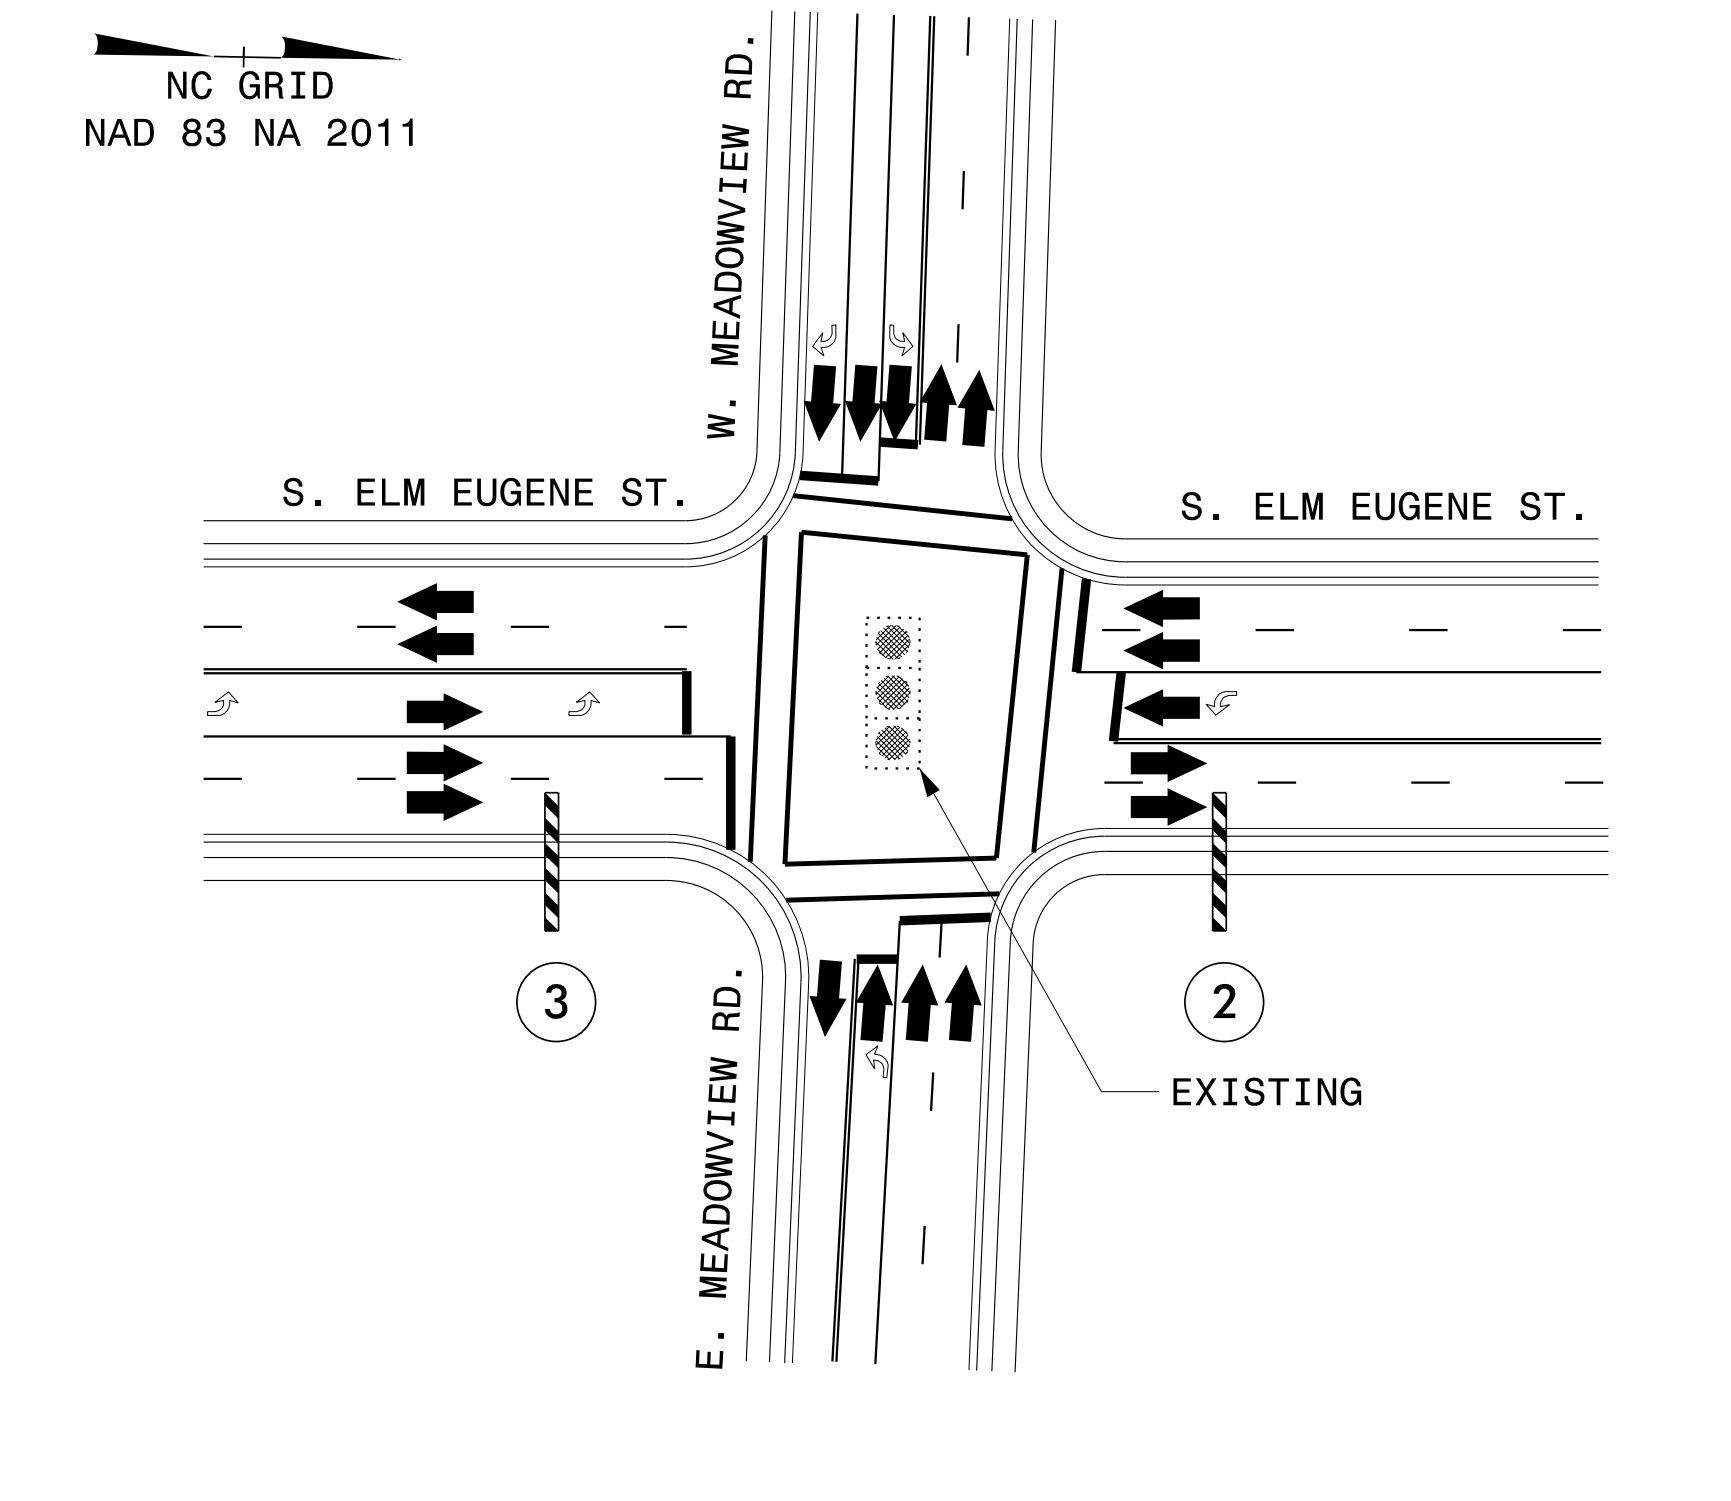 NC GRID
NAD 83 NA 2011
W. MEADOWVIEW RD.
S. ELM EUGENE ST.
S. ELM EUGENE ST.
3
2
E. MEADOWVIEW RD.
EXISTING